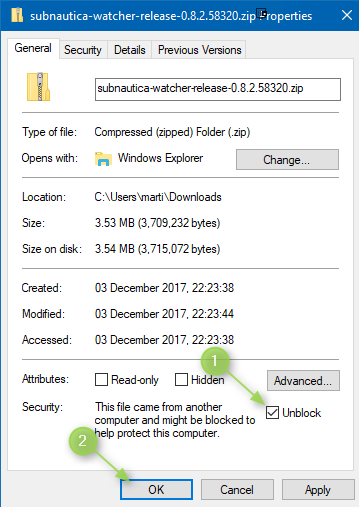 subnautica-watcher-release-0.8.2.58320.zip Properties
General Security Details Previous Versions
subnautica-watcher-release-0.8.2.58320.zip
Type of file: Compressed (zipped) Folder (.zip)
Opens with: Windows Explorer Change...
Location: C:\Users\marti\Downloads
Size: 3.53 MB (3,709,232 bytes)
Size on disk: 3.54 MB (3,715,072 bytes)
Created: 03 December 2017, 22:23:38
Modified: 03 December 2017, 22:23:44
Accessed: 03 December 2017, 22:23:38
1
Attributes: Read-only Hidden Advanced...
Security: This file came from another
computer and might be blocked to
help protect this computer.
Unblock
2
OK Cancel Apply